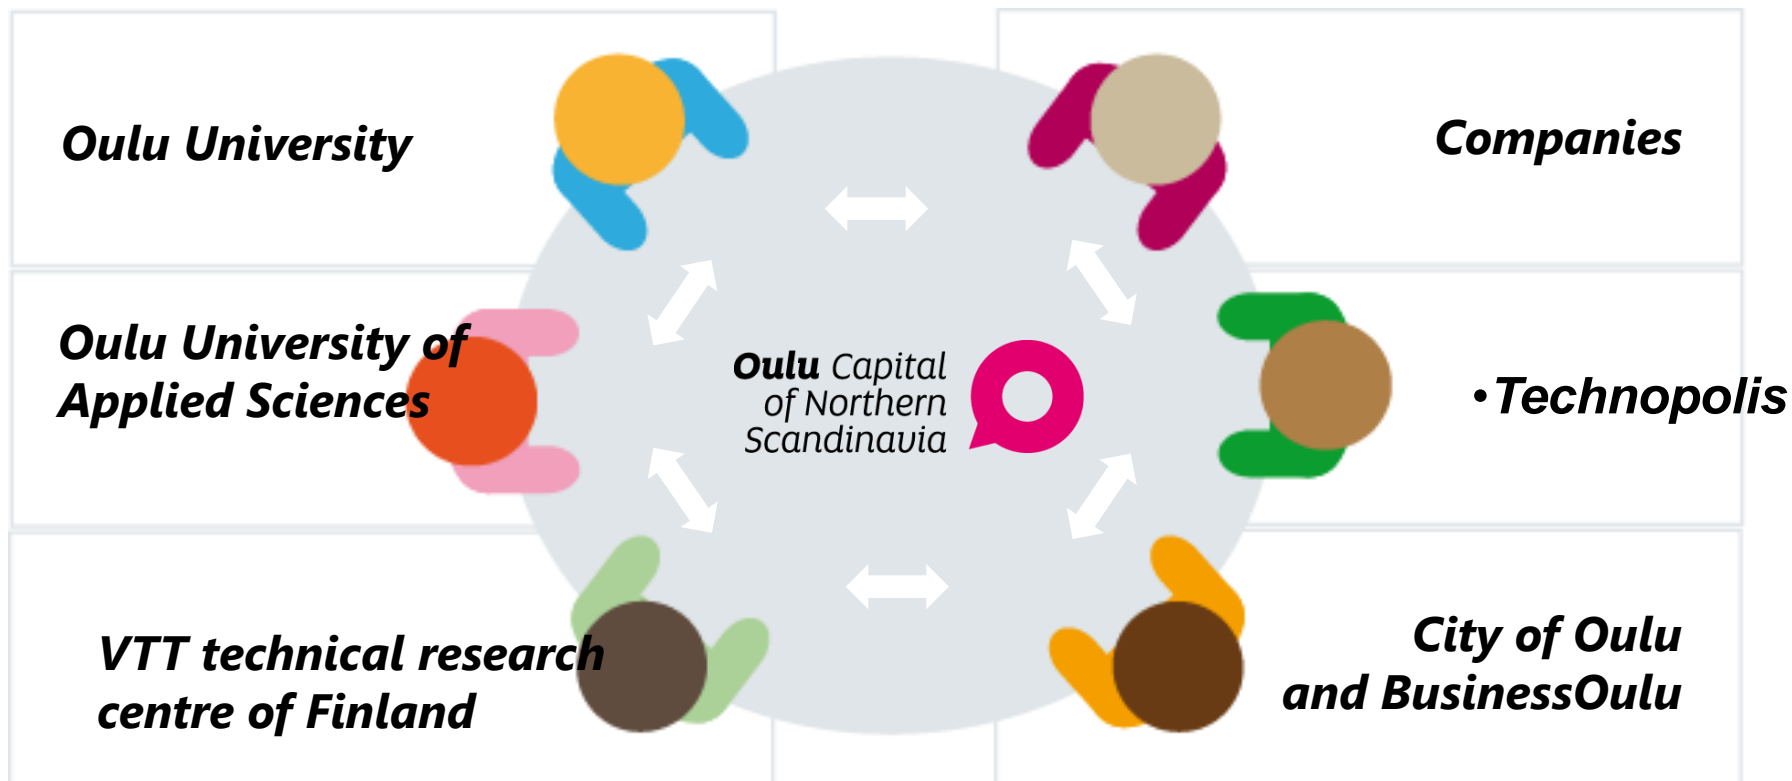 Oulu University
Companies
Oulu University of
Applied Sciences
Oulu Capital
of Northern
Scandinavia
•Technopolis
VTT technical research
centre of Finland
City of Oulu
and BusinessOulu